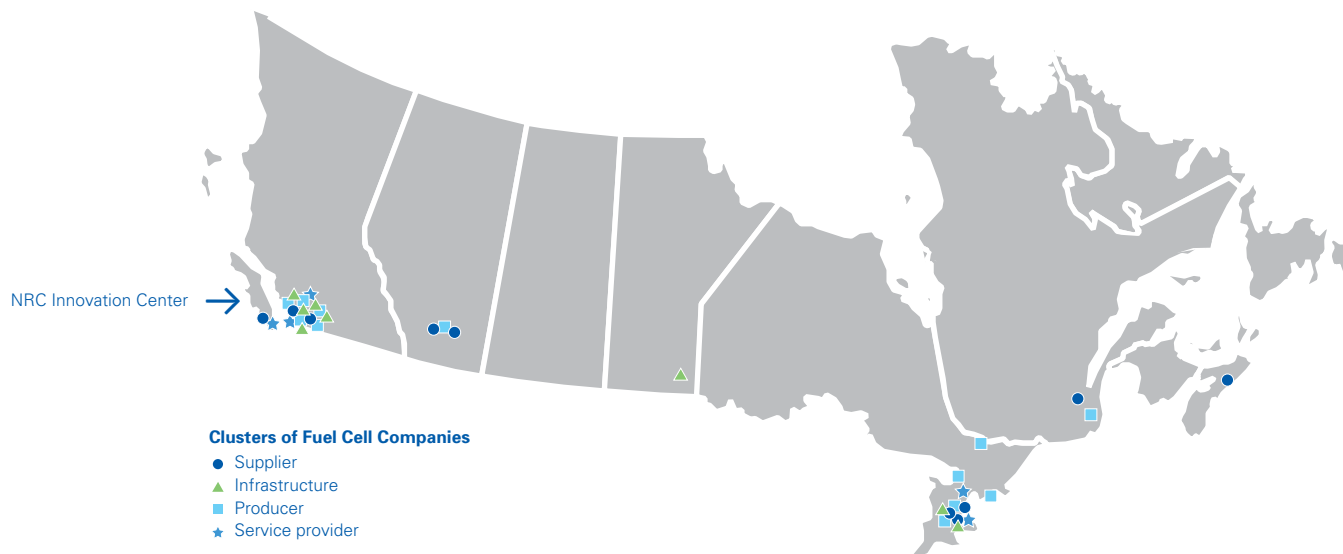 NRC Innovation Center
Clusters of Fuel Cell Companies
Supplier
Infrastructure
Producer
Service provider